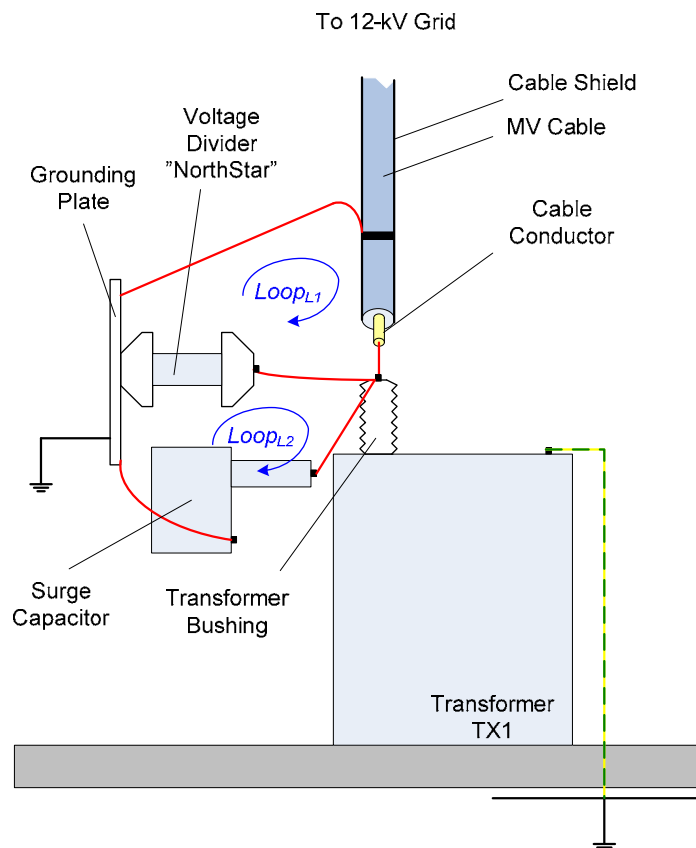 To 12-kV Grid
Cable Shield
MV Cable
Cable
Conductor
Voltage
Divider
”NorthStar”
Grounding
Plate
LoopL1
LoopL2
Surge
Capacitor
Transformer
Bushing
Transformer
TX1